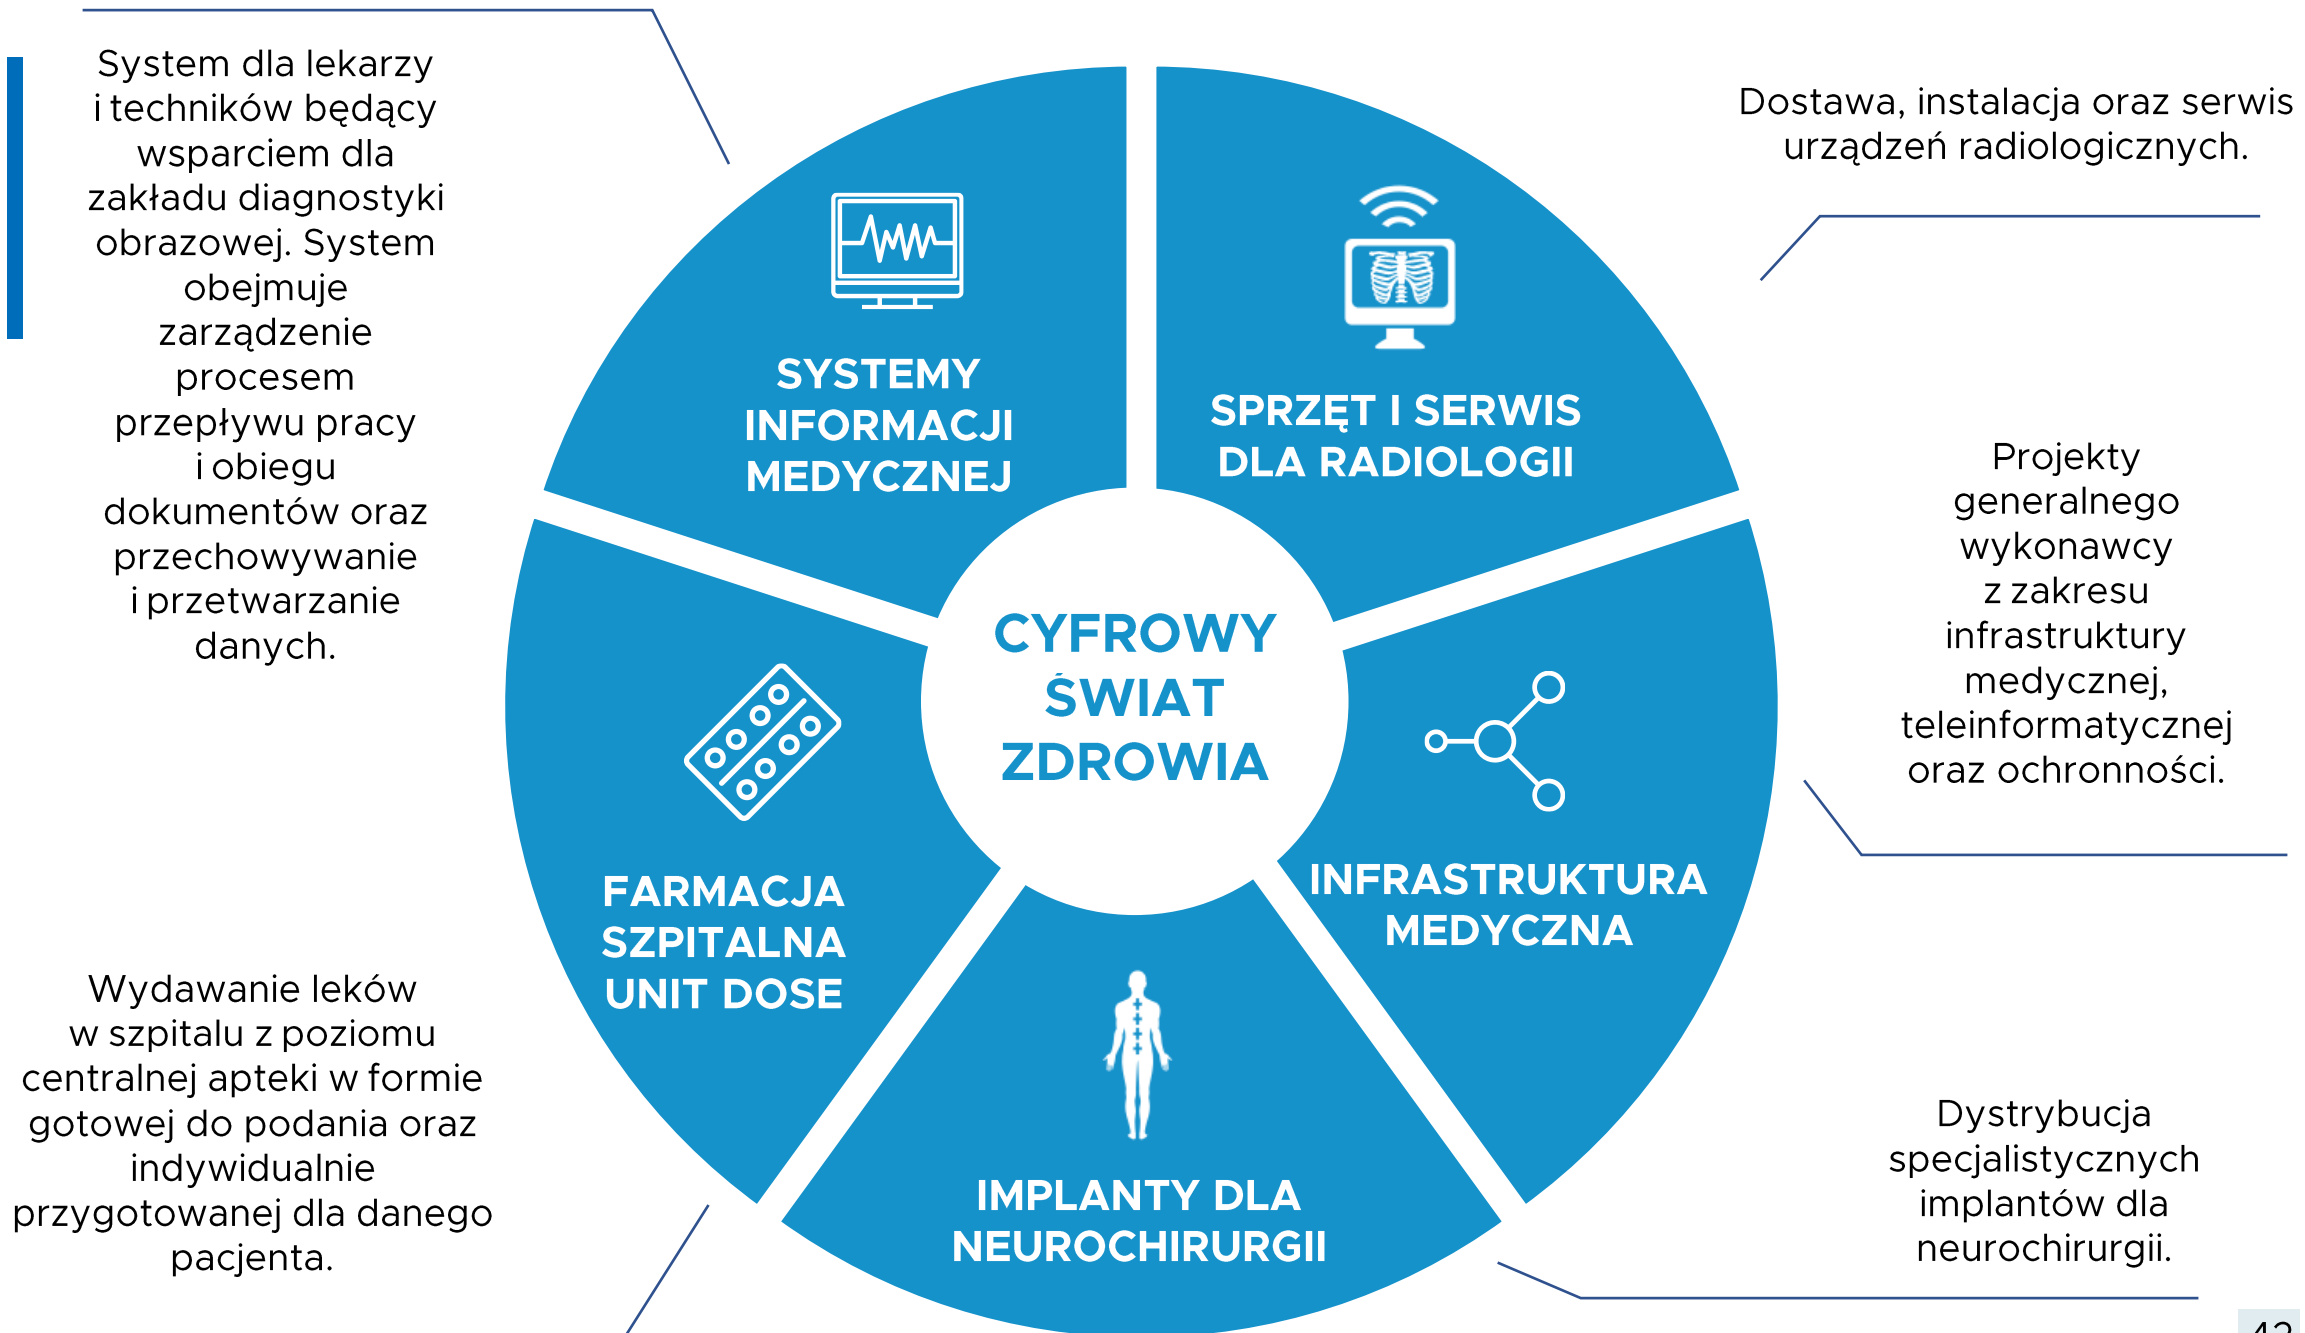 System dla lekarzy
i techników będący
wsparciem dla
zakładu diagnostyki
obrazowej. System
obejmuje
zarządzenie
procesem
przepływu pracy
i obiegu
dokumentów oraz
przechowywanie
i przetwarzanie
danych.
Dostawa, instalacja oraz serwis
urządzeń radiologicznych.
SYSTEMY
INFORMACJI
MEDYCZNEJ
SPRZĘT I SERWIS
DLA RADIOLOGII
Projekty
generalnego
wykonawcy
z zakresu
infrastruktury
medycznej,
teleinformatycznej
oraz ochronności.
CYFROWY
ŚWIAT
ZDROWIA
FARMACJA
SZPITALNA
UNIT DOSE
INFRASTRUKTURA
MEDYCZNA
Wydawanie leków
w szpitalu z poziomu
centralnej apteki w formie
gotowej do podania oraz
indywidualnie
przygotowanej dla danego
pacjenta.
IMPLANTY DLA
NEUROCHIRURGII
Dystrybucja
specjalistycznych
implantów dla
neurochirurgii.